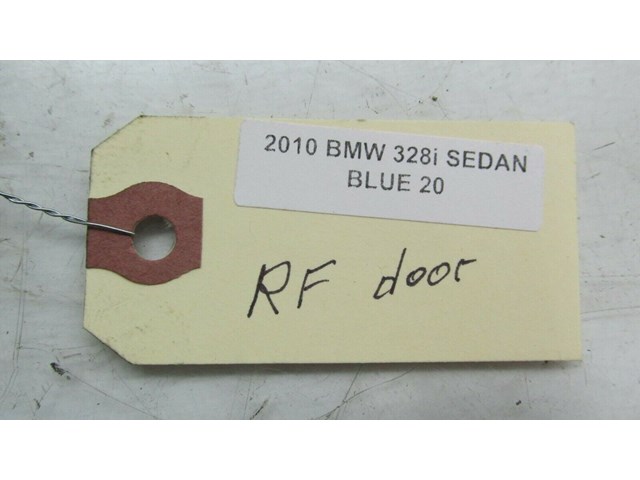 2010 BMW 328i SEDAN
BLUE 20
RF door